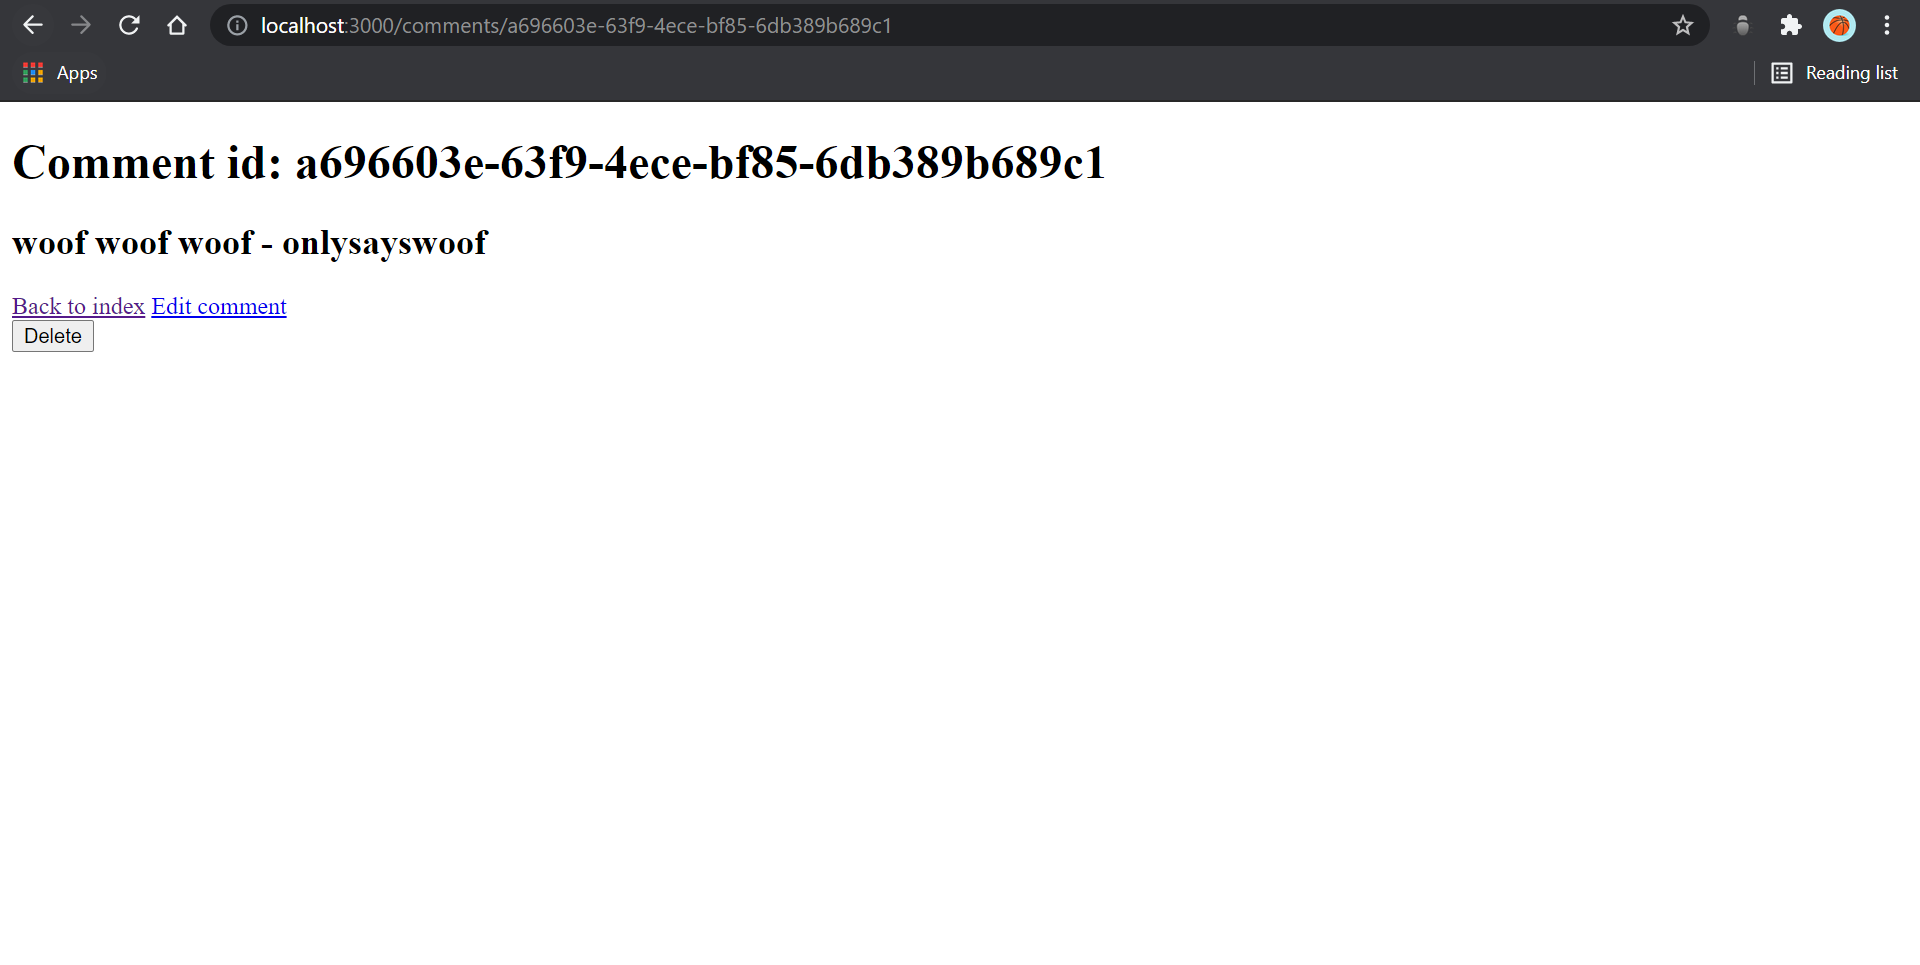 localhost:3000/comments/a696603e-63f9-4ece-bf85-6db389b689c1
Apps
Reading list
Comment id: a696603e-63f9-4ece-bf85-6db389b689c1
woof woof woof - onlysayswoof
Back to index Edit comment
Delete